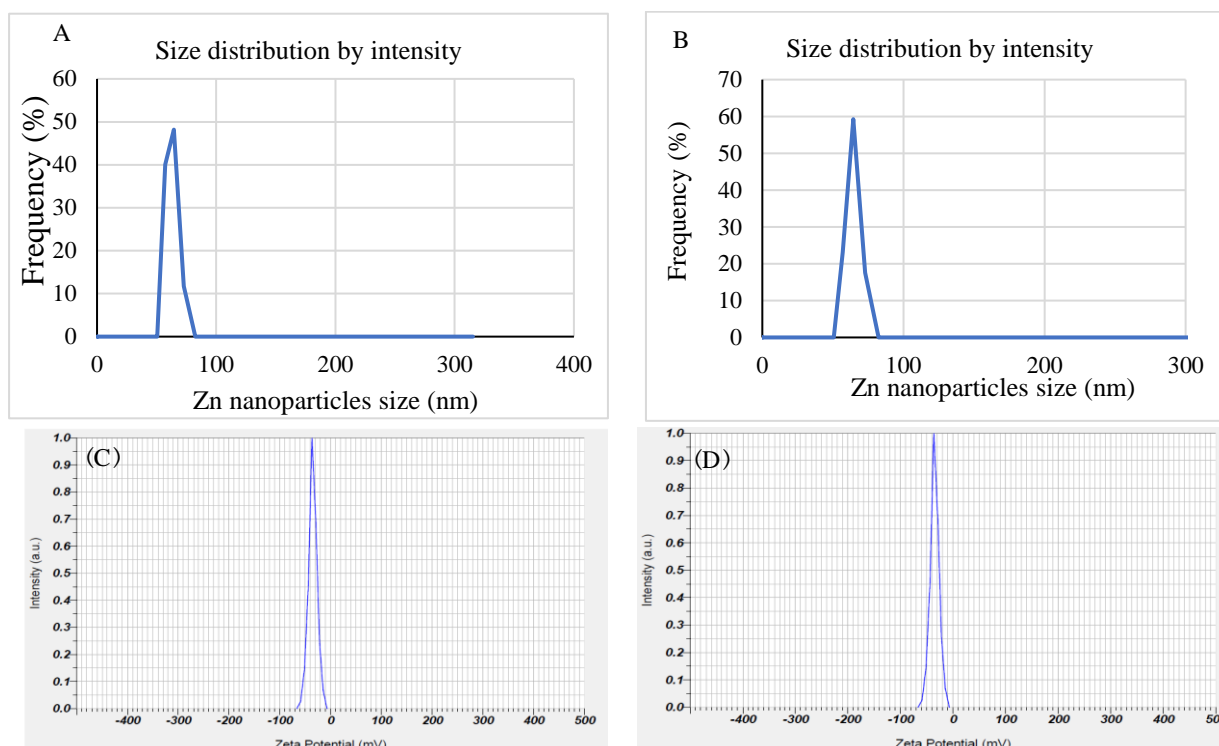 A
Size distribution by intensity
Frequency (%)
60
50
40
30
20
10
0
0 100 200 300 400
Zn nanoparticles size (nm)
B
Size distribution by intensity
Frequency (%)
70
60
50
40
30
20
10
0
0 100 200 300
Zn nanoparticles size (nm)
(C)
Intensity (a.u.)
1.0
0.9
0.8
0.7
0.6
0.5
0.4
0.3
0.2
0.1
0.0
-400 -300 -200 -100 0 100 200 300 400 500
Zeta Potential (mV)
(D)
Intensity (a.u.)
1.0
0.9
0.8
0.7
0.6
0.5
0.4
0.3
0.2
0.1
0.0
-400 -300 -200 -100 0 100 200 300 400 500
Zeta Potential (mV)